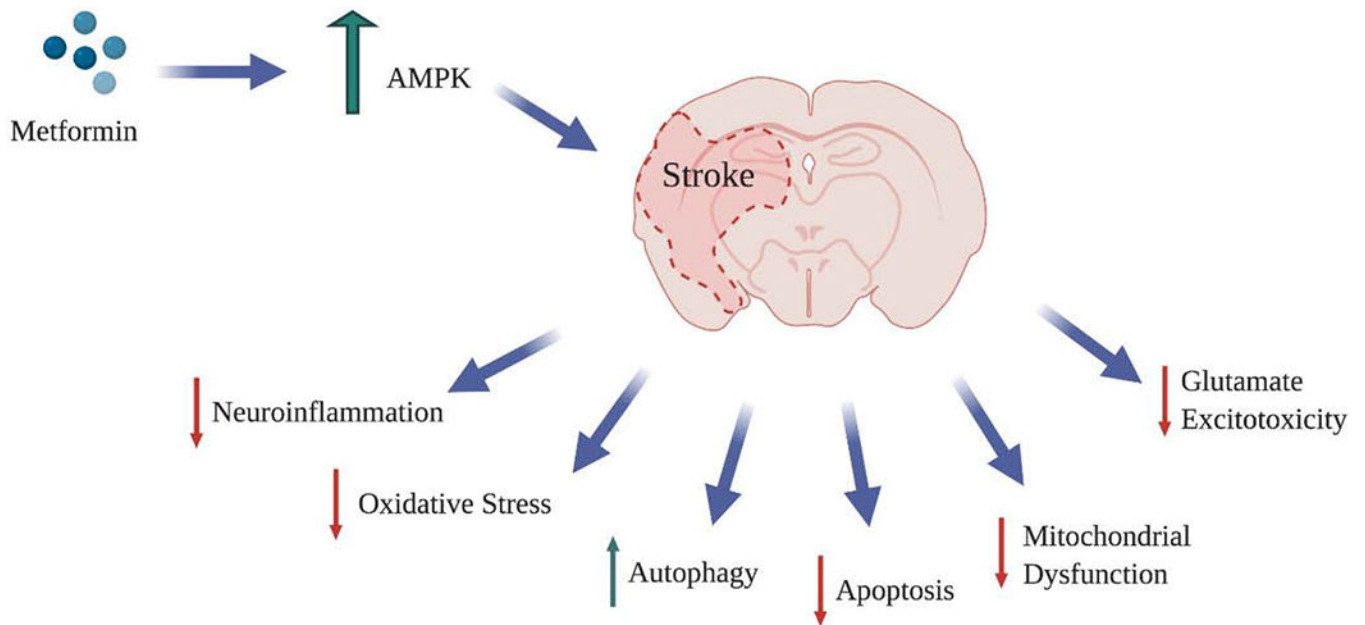 Metformin
AMPK
Stroke
Neuroinflammation
Oxidative Stress
Autophagy
Apoptosis
Mitochondrial
Dysfunction
Glutamate
Excitotoxicity